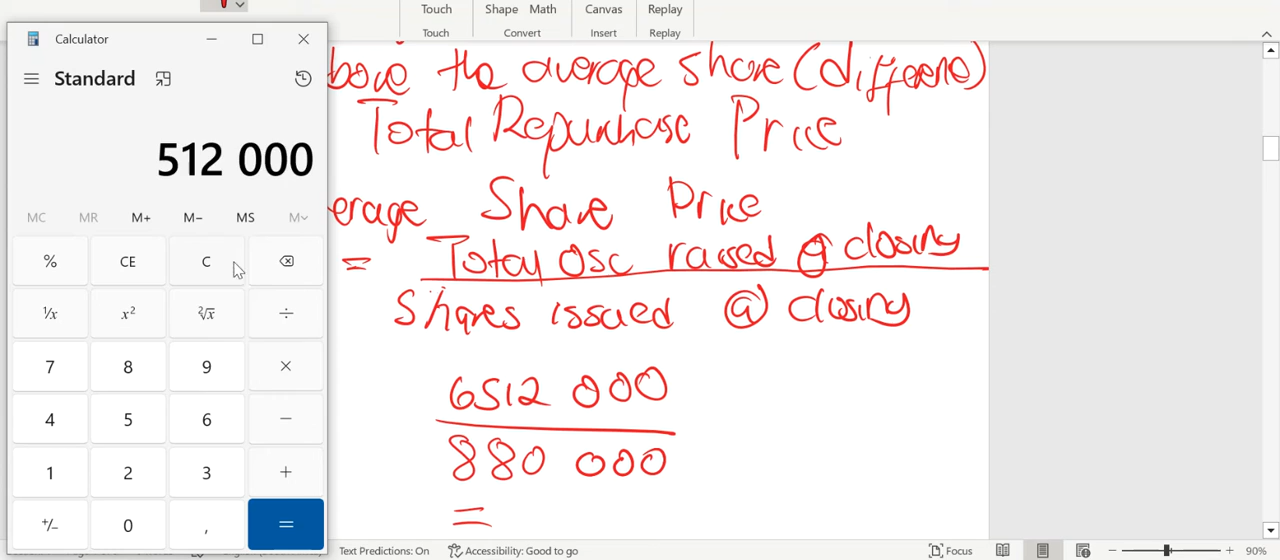 Touch
Shape
Math
Canvas
Replay
Touch
Convert
Insert
Replay
Calculator
Standard
512 000
MC MR M+ M− MS M˅
% CE C
¹/x x² ²√x ÷
7 8 9 ×
4 5 6 −
1 2 3 +
+/− 0 , =
the average share (difference)
Total Repurchase Price
Share Price
= Total Osc raised @ closing
Shares issued @ closing
6512 000
880 000
=
Text Predictions: On
Accessibility: Good to go
Focus
90%